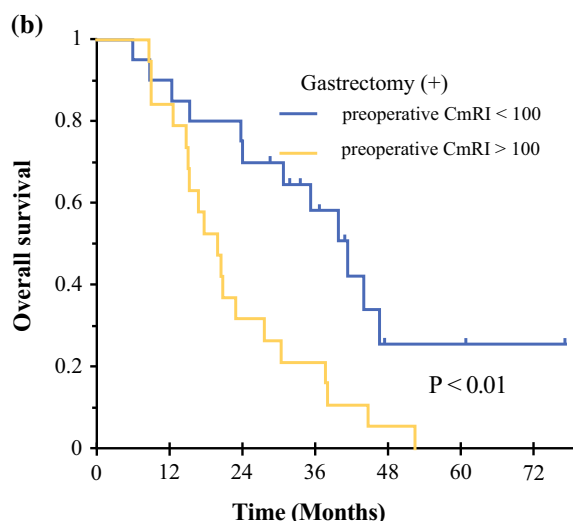 (b)
1
0.8
0.6
0.4
0.2
0
Overall survival
Gastrectomy (+)
preoperative CmRI < 100
preoperative CmRI > 100
P < 0.01
0 12 24 36 48 60 72
Time (Months)